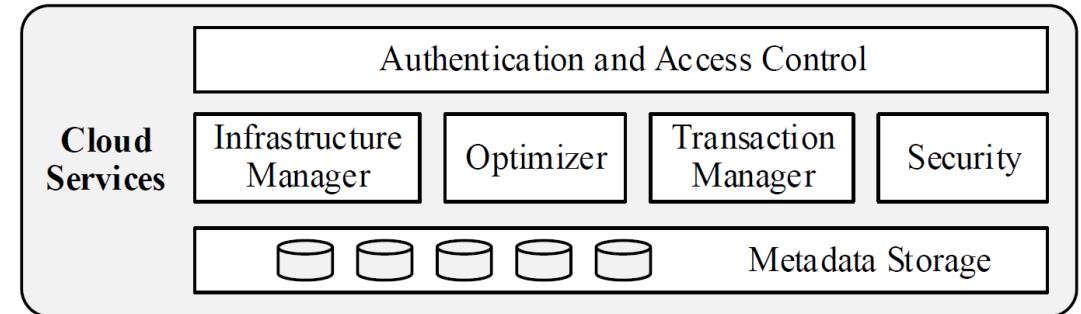 Authentication and Access Control
Cloud
Services
Infrastructure
Manager
Optimizer
Transaction
Manager
Security
Metadata Storage